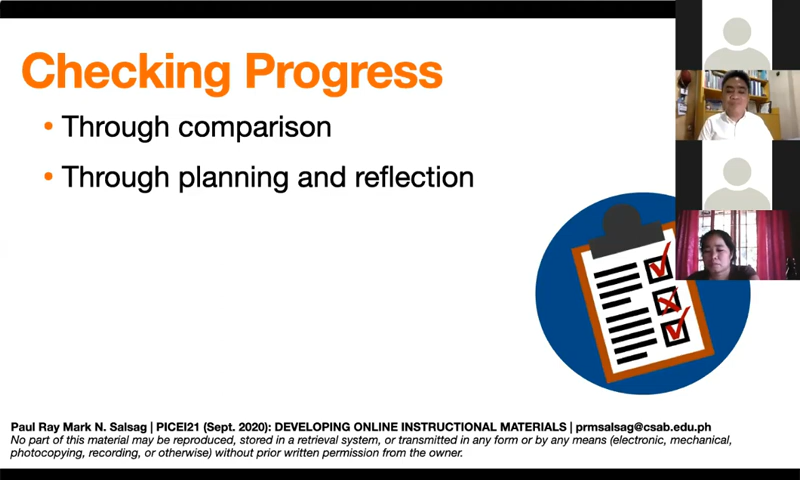 Checking Progress
• Through comparison
• Through planning and reflection
Paul Ray Mark N. Salsag | PICEI21 (Sept. 2020): DEVELOPING ONLINE INSTRUCTIONAL MATERIALS | prmsalsag@csab.edu.ph
No part of this material may be reproduced, stored in a retrieval system, or transmitted in any form or by any means (electronic, mechanical,
photocopying, recording, or otherwise) without prior written permission from the owner.